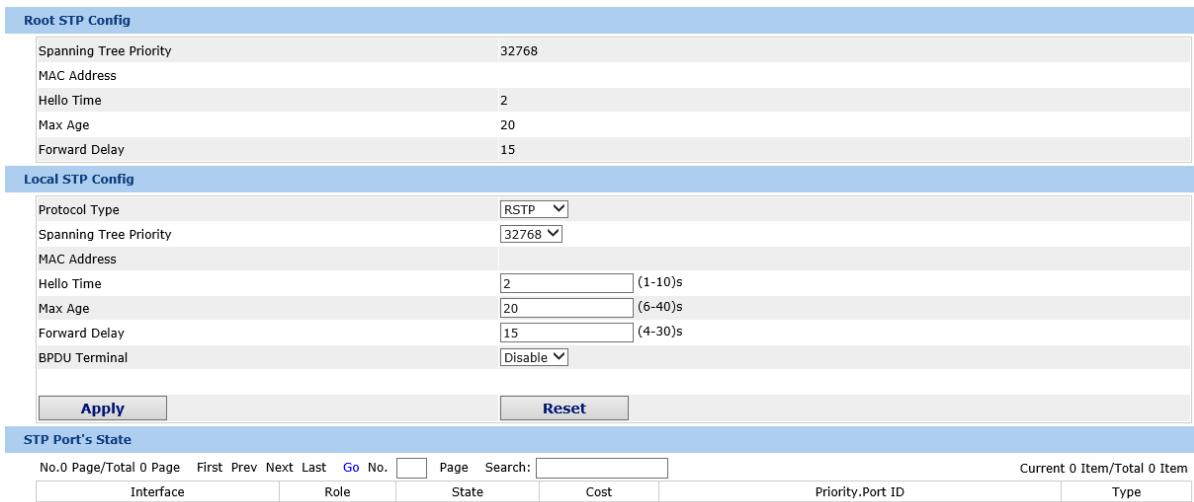 Root STP Config
Spanning Tree Priority 32768
MAC Address
Hello Time 2
Max Age 20
Forward Delay 15
Local STP Config
Protocol Type RSTP
Spanning Tree Priority 32768
MAC Address
Hello Time 2 (1-10)s
Max Age 20 (6-40)s
Forward Delay 15 (4-30)s
BPDU Terminal Disable
Apply Reset
STP Port's State
No.0 Page/Total 0 Page First Prev Next Last Go No. Page Search: Current 0 Item/Total 0 Item
Interface Role State Cost Priority.Port ID Type